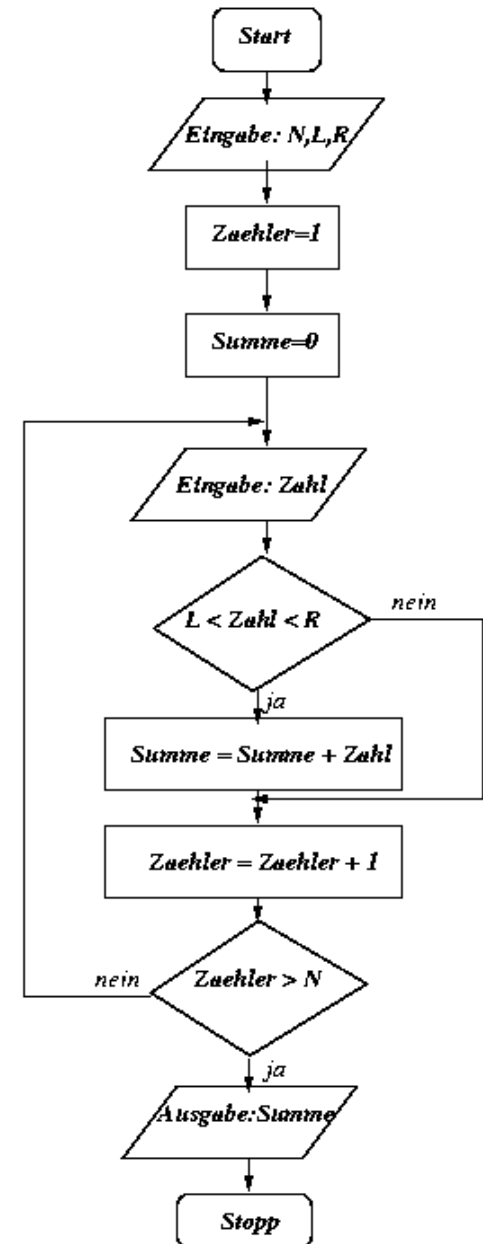 Start
Eingabe: N,L,R
Zaehler=1
Summe=0
Eingabe: Zahl
L < Zahl < R
nein
ja
Summe = Summe + Zahl
Zaehler = Zaehler + 1
Zaehler > N
nein
ja
Ausgabe:Summe
Stopp